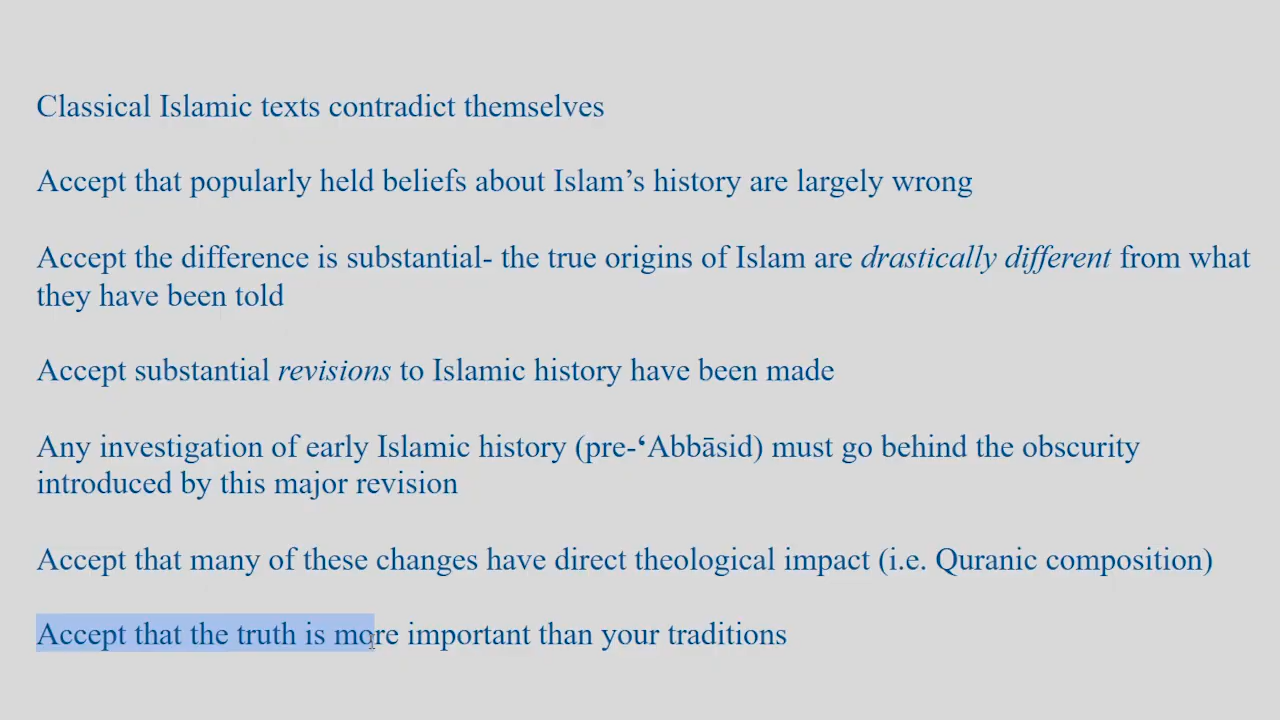 Classical Islamic texts contradict themselves
Accept that popularly held beliefs about Islam’s history are largely wrong
Accept the difference is substantial- the true origins of Islam are drastically different from what
they have been told
Accept substantial revisions to Islamic history have been made
Any investigation of early Islamic history (pre-‘Abbāsid) must go behind the obscurity
introduced by this major revision
Accept that many of these changes have direct theological impact (i.e. Quranic composition)
Accept that the truth is more important than your traditions